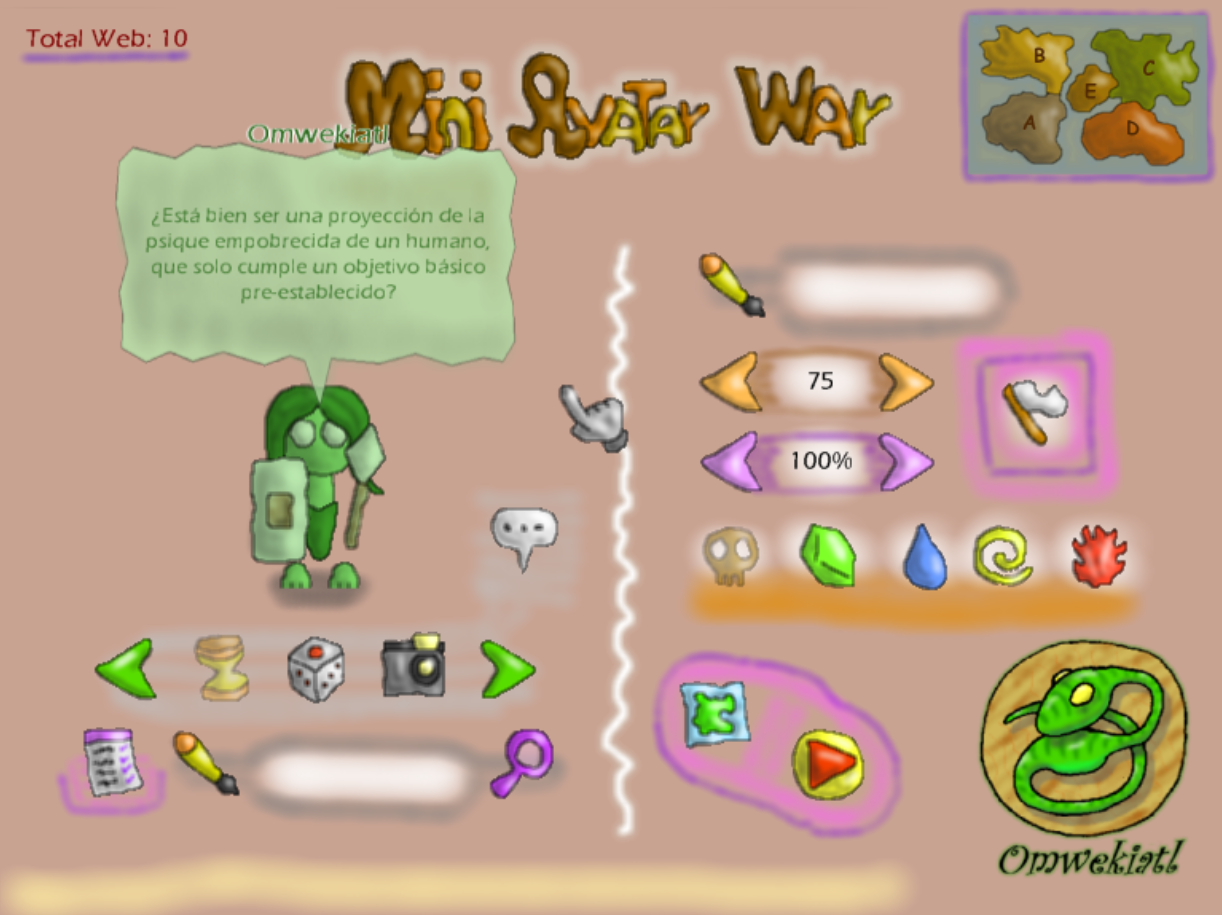 Total Web: 10
Mini Avatar War
B
C
E
A
D
Omwekiatl
¿Está bien ser una proyección de la
psique empobrecida de un humano,
que solo cumple un objetivo básico
pre-establecido?
75
100%
Omwekiatl